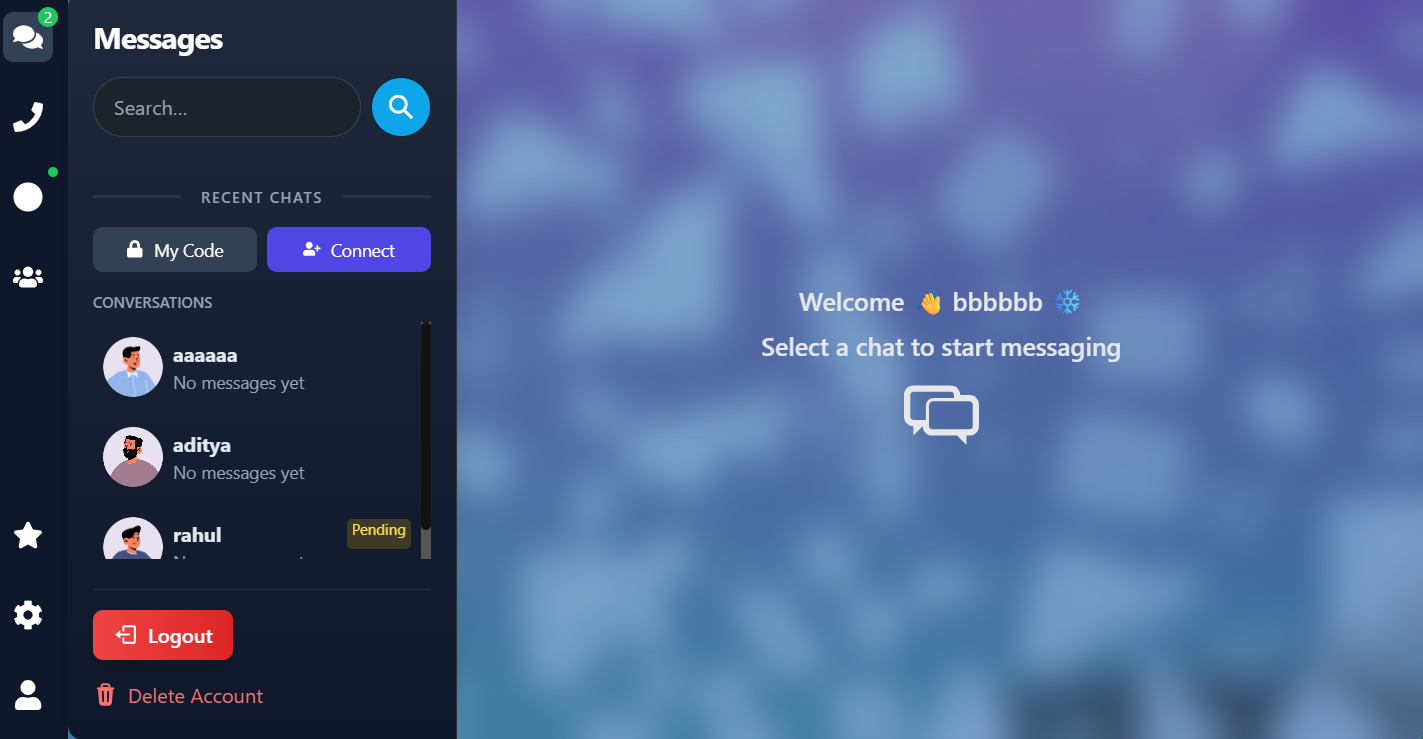 2
Messages
Search...
RECENT CHATS
My Code
Connect
CONVERSATIONS
aaaaaa
No messages yet
aditya
No messages yet
rahul
Pending
Logout
Delete Account
Welcome 👋 bbbbbb
Select a chat to start messaging